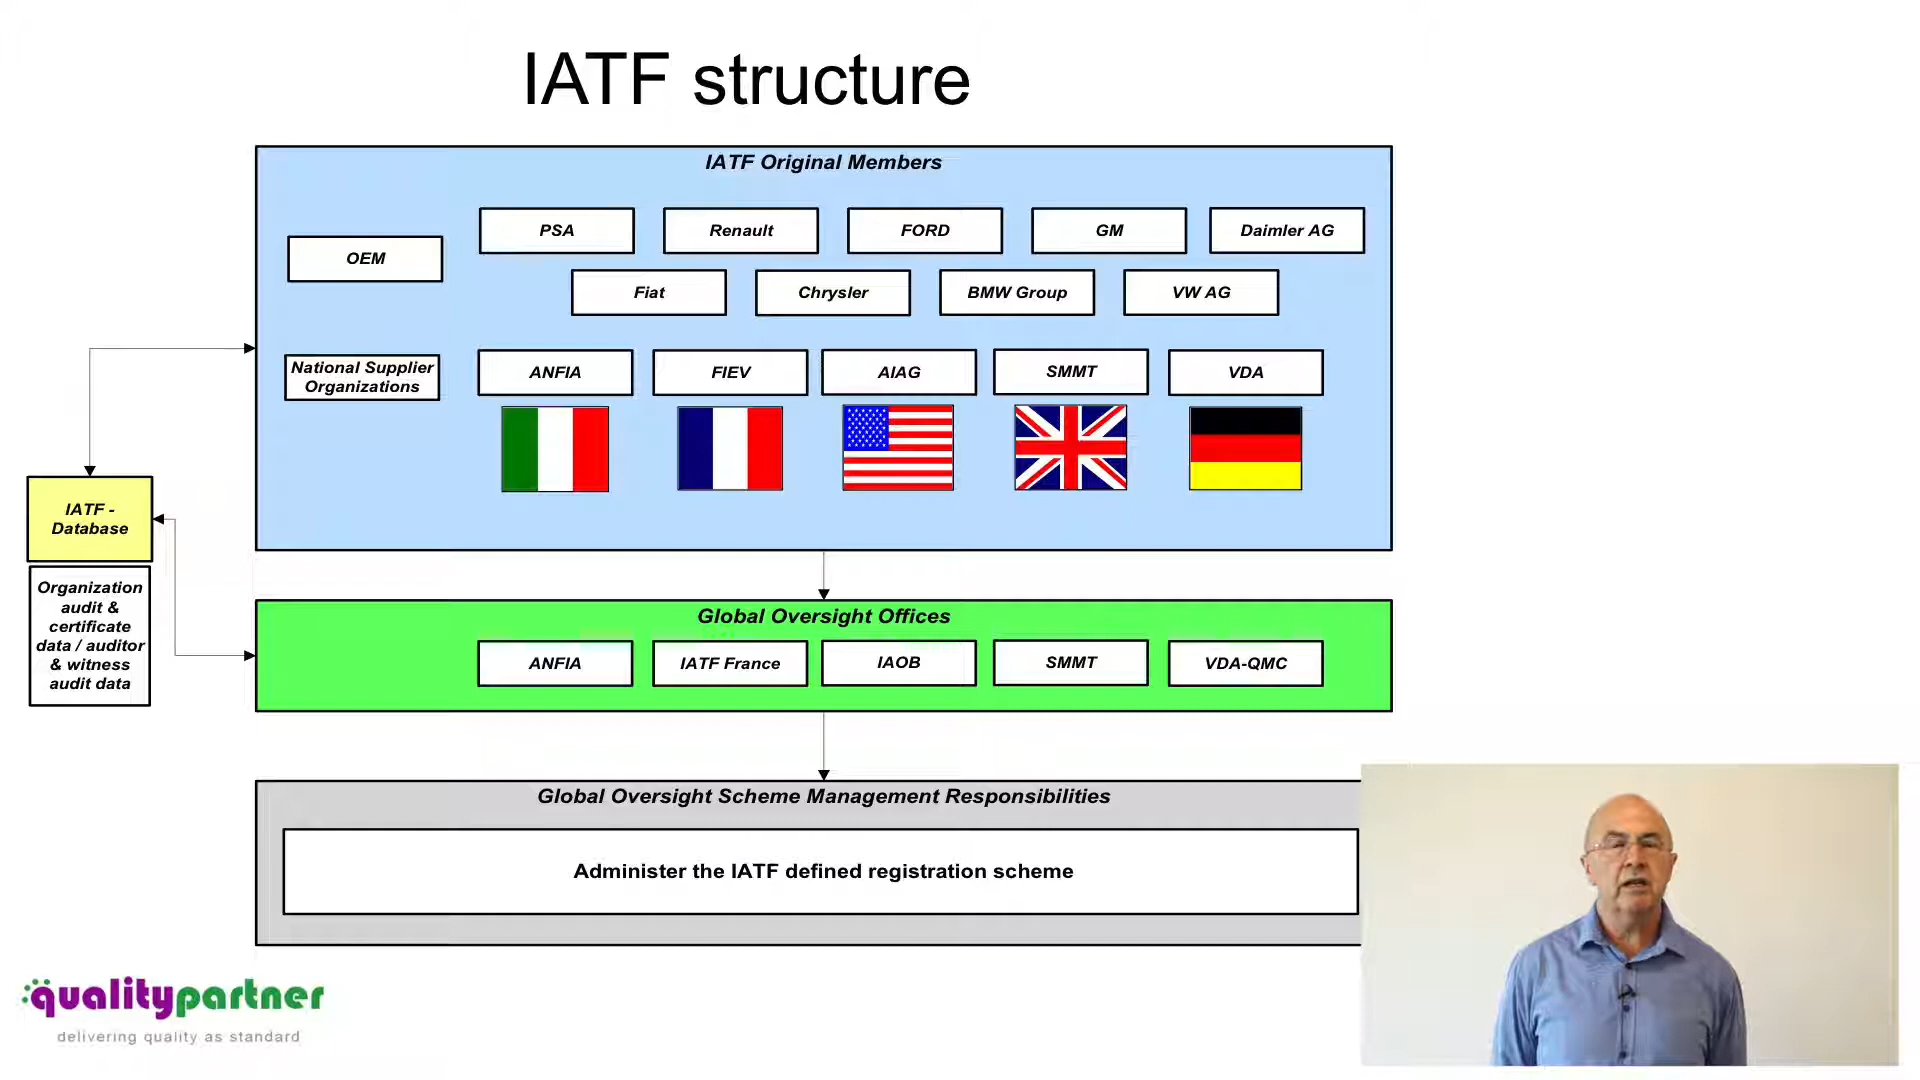 IATF structure
IATF Original Members
OEM
PSA
Renault
FORD
GM
Daimler AG
Fiat
Chrysler
BMW Group
VW AG
National Supplier
Organizations
ANFIA
FIEV
AIAG
SMMT
VDA
IATF -
Database
Organization
audit &
certificate
data / auditor
& witness
audit data
Global Oversight Offices
ANFIA
IATF France
IAOB
SMMT
VDA-QMC
Global Oversight Scheme Management Responsibilities
Administer the IATF defined registration scheme
qualitypartner
delivering quality as standard